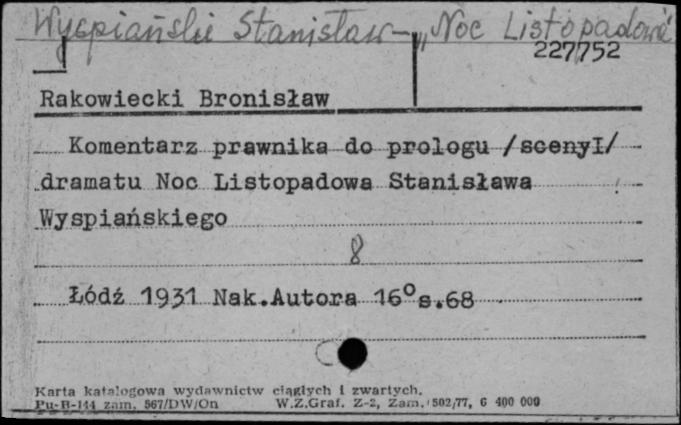 Wyspiański Stanisław – „Noc Listopadowa"
227752
Rakowiecki Bronisław
Komentarz prawnika do prologu /scenyI/
dramatu Noc Listopadowa Stanisława
Wyspiańskiego
8
Łódź 1931 Nak.Autora 16° s.68
Karta katalogowa wydawnictw ciągłych i zwartych.
Pu-B-144 zam. 567/DW/On W.Z.Graf. Z-2, Zam. 502/77, 6 400 000